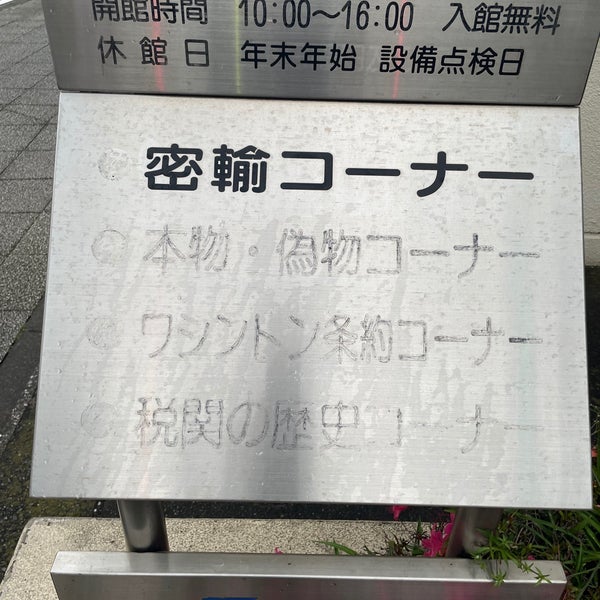 開館時間 10:00〜16:00 入館無料
休館日 年末年始 設備点検日
密輸コーナー
本物・偽物コーナー
ワシントン条約コーナー
税関の歴史コーナー